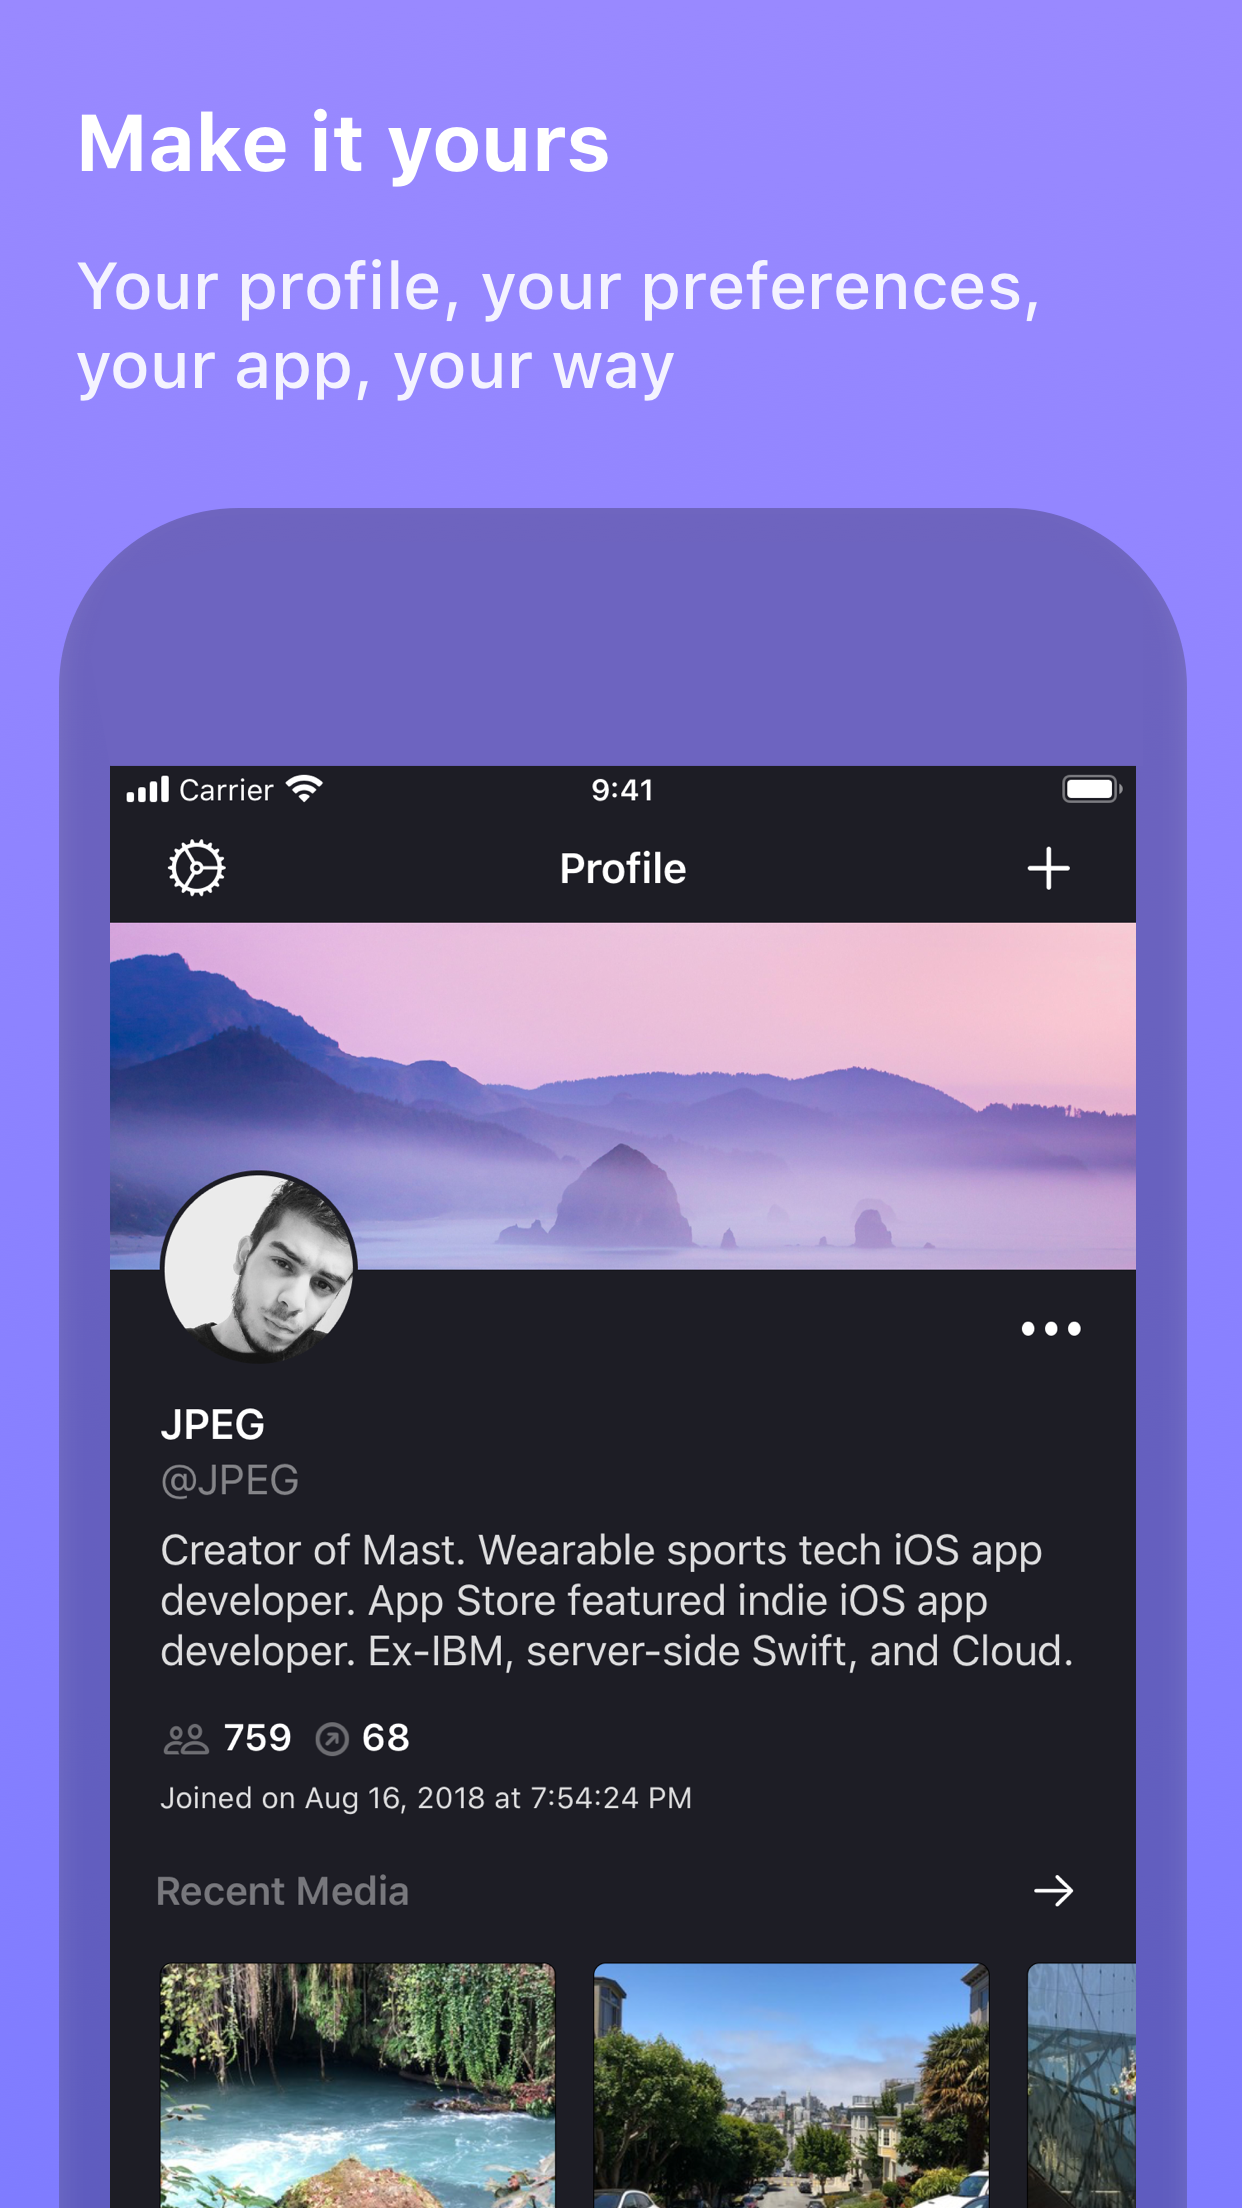 Make it yours
Your profile, your preferences,
your app, your way
Carrier 9:41
Profile
JPEG
@JPEG
Creator of Mast. Wearable sports tech iOS app
developer. App Store featured indie iOS app
developer. Ex-IBM, server-side Swift, and Cloud.
759 68
Joined on Aug 16, 2018 at 7:54:24 PM
Recent Media